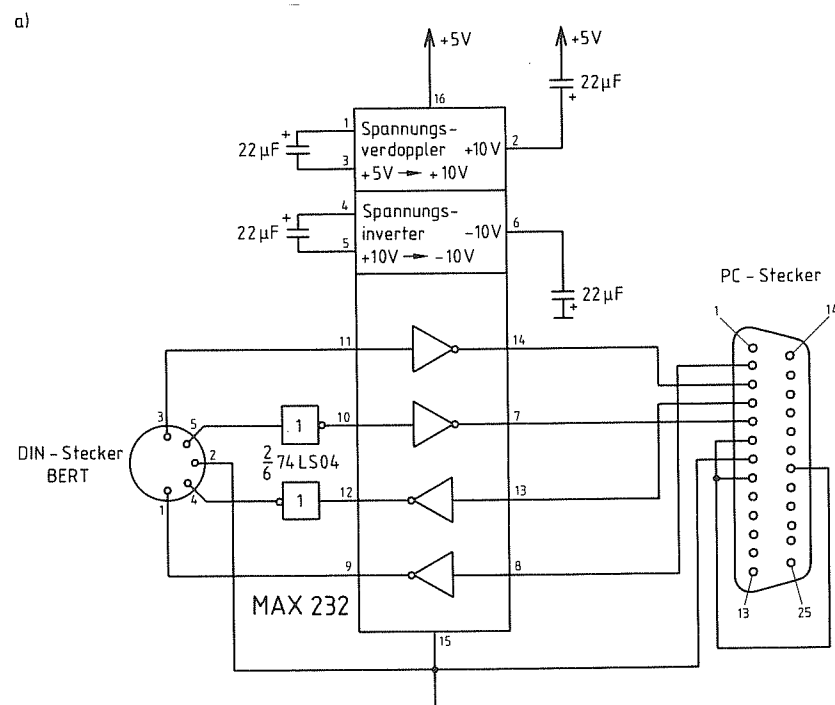 a)
+5V
+5V
22µF
+
16
1
Spannungs-
verdoppler
+10V
2
+
22µF
3
+5V → +10V
4
Spannungs-
inverter
-10V
6
+
22µF
5
+10V → -10V
+
22µF
PC - Stecker
1
14
11
14
3
5
1
10
7
DIN - Stecker
BERT
2
2/6 74LS04
4
1
12
13
1
9
8
MAX 232
13
25
15